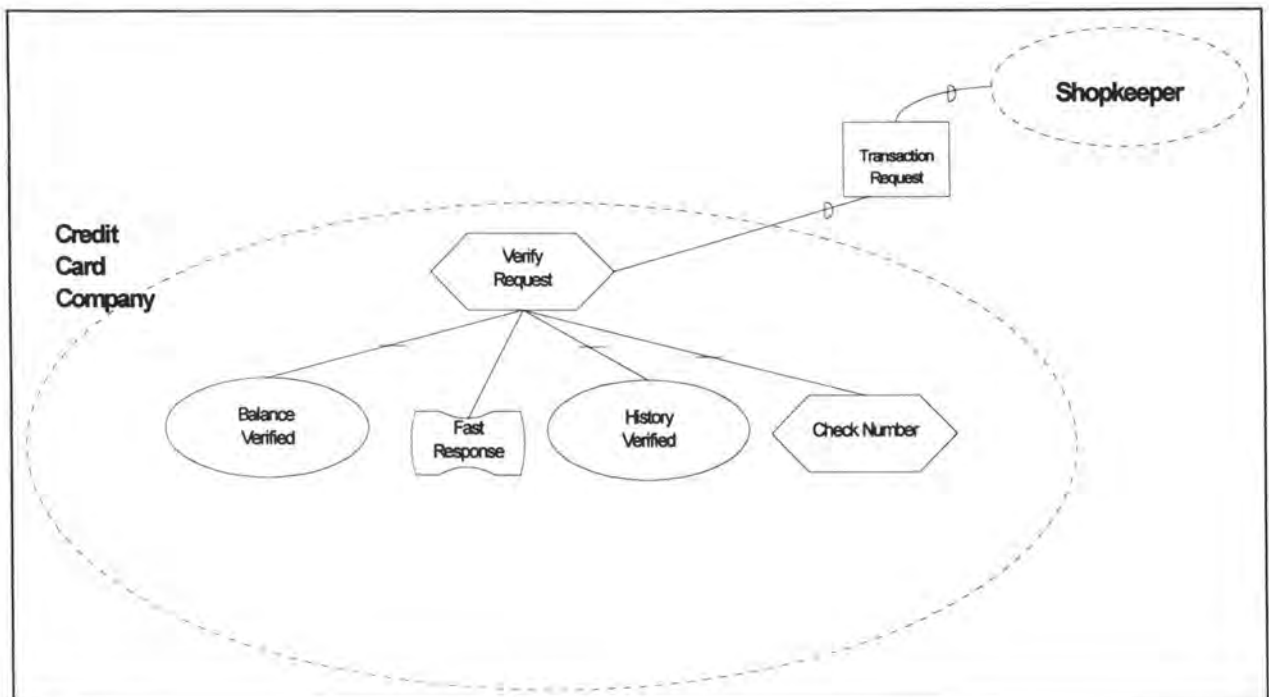 Shopkeeper
Transaction
Request
Credit
Card
Company
Verify
Request
Balance
Verified
Fast
Response
History
Verified
Check Number